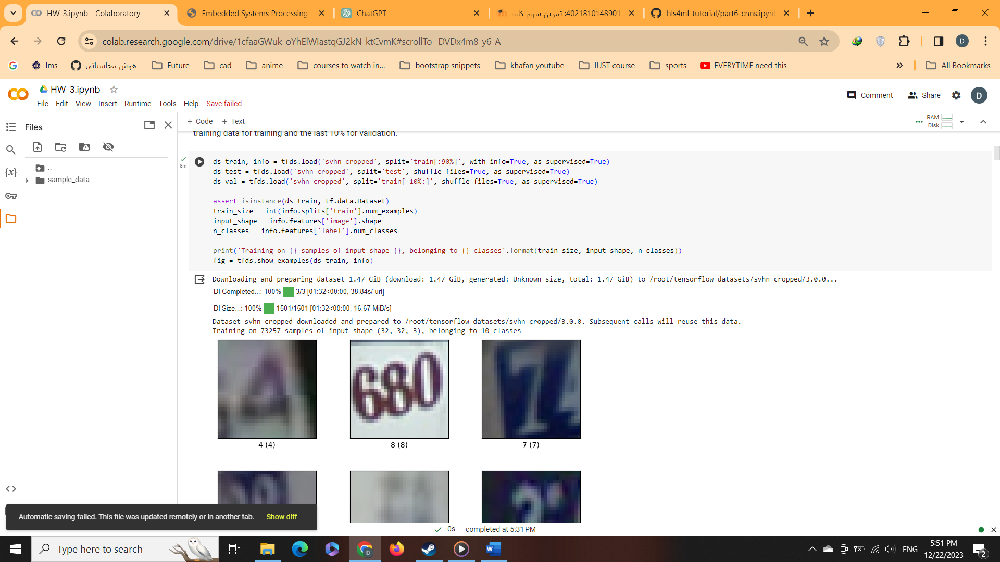 HW-3.ipynb - Colaboratory
Embedded Systems Processing
ChatGPT
4021810148901: تمرین سوم کامـ
hls4ml-tutorial/part6_cnns.ipyn
colab.research.google.com/drive/1cfaaGWuk_oYhElWIastqGJ2kN_ktCvmK#scrollTo=DVDx4m8-y6-A
D
lms
هوش محاسباتی
Future
cad
anime
courses to watch in...
bootstrap snippets
khafan youtube
IUST course
sports
EVERYTIME need this
All Bookmarks
HW-3.ipynb
Comment
Share
D
File Edit View Insert Runtime Tools Help Save failed
Files
+ Code + Text
RAM
Disk
training data for training and the last 10% for validation.
..
sample_data
8m
ds_train, info = tfds.load('svhn_cropped', split='train[:90%]', with_info=True, as_supervised=True)
ds_test = tfds.load('svhn_cropped', split='test', shuffle_files=True, as_supervised=True)
ds_val = tfds.load('svhn_cropped', split='train[-10%:]', shuffle_files=True, as_supervised=True)
assert isinstance(ds_train, tf.data.Dataset)
train_size = int(info.splits['train'].num_examples)
input_shape = info.features['image'].shape
n_classes = info.features['label'].num_classes
print('Training on {} samples of input shape {}, belonging to {} classes'.format(train_size, input_shape, n_classes))
fig = tfds.show_examples(ds_train, info)
Downloading and preparing dataset 1.47 GiB (download: 1.47 GiB, generated: Unknown size, total: 1.47 GiB) to /root/tensorflow_datasets/svhn_cropped/3.0.0...
Dl Completed...: 100% 3/3 [01:32<00:00, 38.84s/ url]
Dl Size...: 100% 1501/1501 [01:32<00:00, 16.67 MiB/s]
Dataset svhn_cropped downloaded and prepared to /root/tensorflow_datasets/svhn_cropped/3.0.0. Subsequent calls will reuse this data.
Training on 73257 samples of input shape (32, 32, 3), belonging to 10 classes
4
680
7
4 (4)
8 (8)
7 (7)
2
Automatic saving failed. This file was updated remotely or in another tab. Show diff
0s completed at 5:31 PM
Type here to search
ENG
5:51 PM
12/22/2023
2